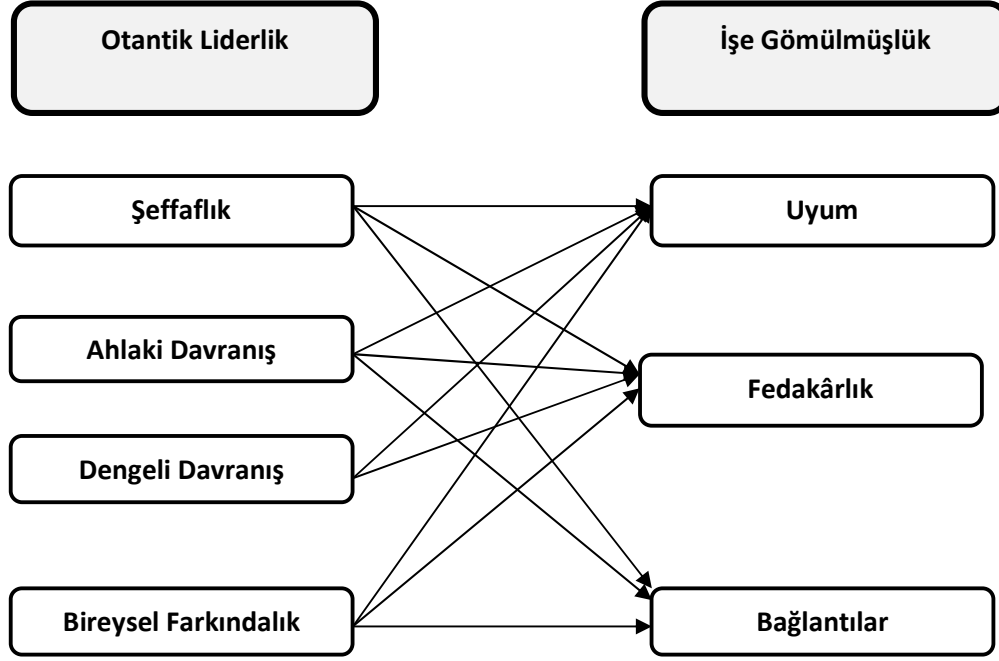 Otantik Liderlik
İşe Gömülmüşlük
Şeffaflık
Uyum
Ahlaki Davranış
Fedakârlık
Dengeli Davranış
Bireysel Farkındalık
Bağlantılar